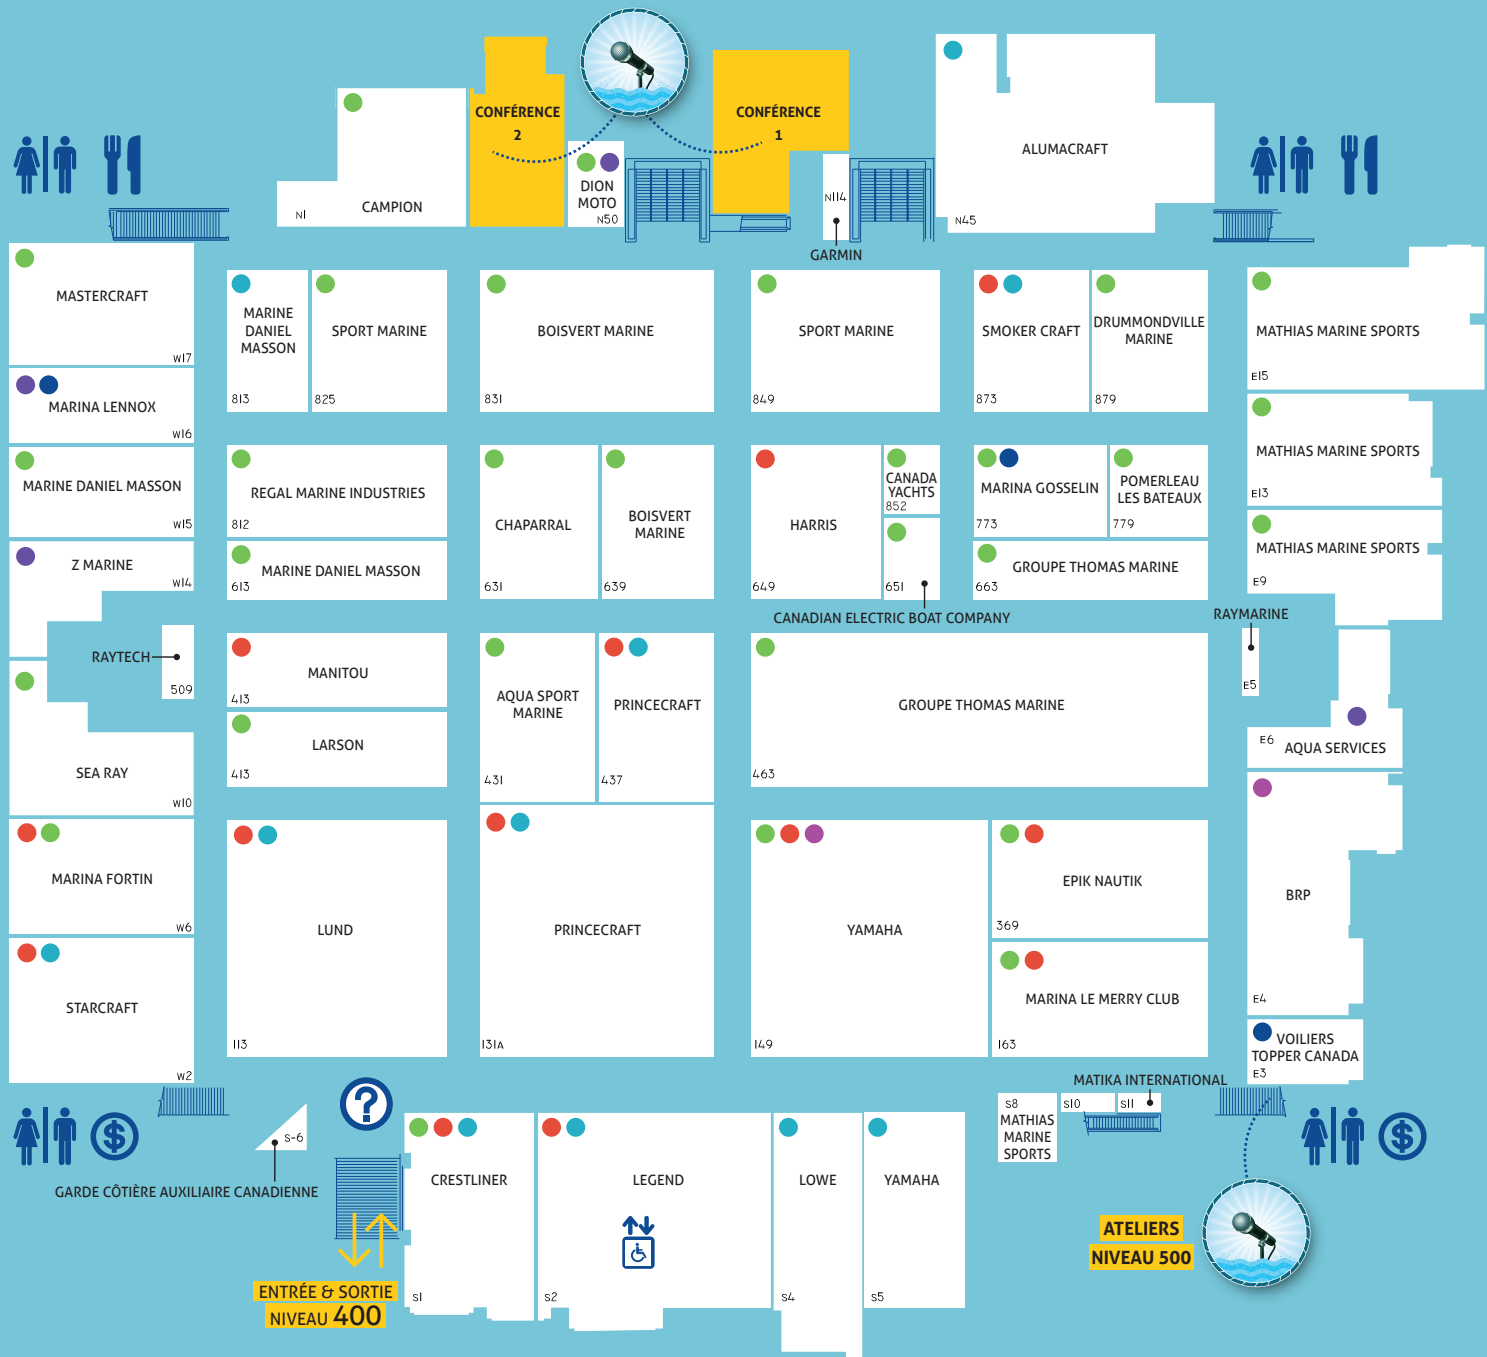 CONFÉRENCE
2
CONFÉRENCE
1
ALUMACRAFT
N45
CAMPION
N1
DION
MOTO
N50
N114
GARMIN
MASTERCRAFT
W17
MARINE
DANIEL
MASSON
813
SPORT MARINE
825
BOISVERT MARINE
831
SPORT MARINE
849
SMOKER CRAFT
873
DRUMMONDVILLE
MARINE
879
MATHIAS MARINE SPORTS
E15
MARINA LENNOX
W16
MARINE DANIEL MASSON
W15
REGAL MARINE INDUSTRIES
812
CHAPARRAL
631
BOISVERT
MARINE
639
HARRIS
649
CANADA
YACHTS
852
651
CANADIAN ELECTRIC BOAT COMPANY
MARINA GOSSELIN
773
POMERLEAU
LES BATEAUX
779
MATHIAS MARINE SPORTS
E13
MATHIAS MARINE SPORTS
E9
Z MARINE
W14
MARINE DANIEL MASSON
613
GROUPE THOMAS MARINE
663
RAYMARINE
E5
RAYTECH
509
MANITOU
413
LARSON
413
AQUA SPORT
MARINE
431
PRINCECRAFT
437
GROUPE THOMAS MARINE
463
E6
AQUA SERVICES
SEA RAY
W10
MARINA FORTIN
W6
LUND
113
PRINCECRAFT
131A
YAMAHA
149
EPIK NAUTIK
369
BRP
E4
STARCRAFT
W2
MARINA LE MERRY CLUB
163
VOILIERS
TOPPER CANADA
E3
MATIKA INTERNATIONAL
S8
MATHIAS
MARINE
SPORTS
S10
S11
?
$
S-6
GARDE CÔTIÈRE AUXILIAIRE CANADIENNE
CRESTLINER
S1
LEGEND
S2
LOWE
S4
YAMAHA
S5
$
ATELIERS
NIVEAU 500
ENTRÉE & SORTIE
NIVEAU 400